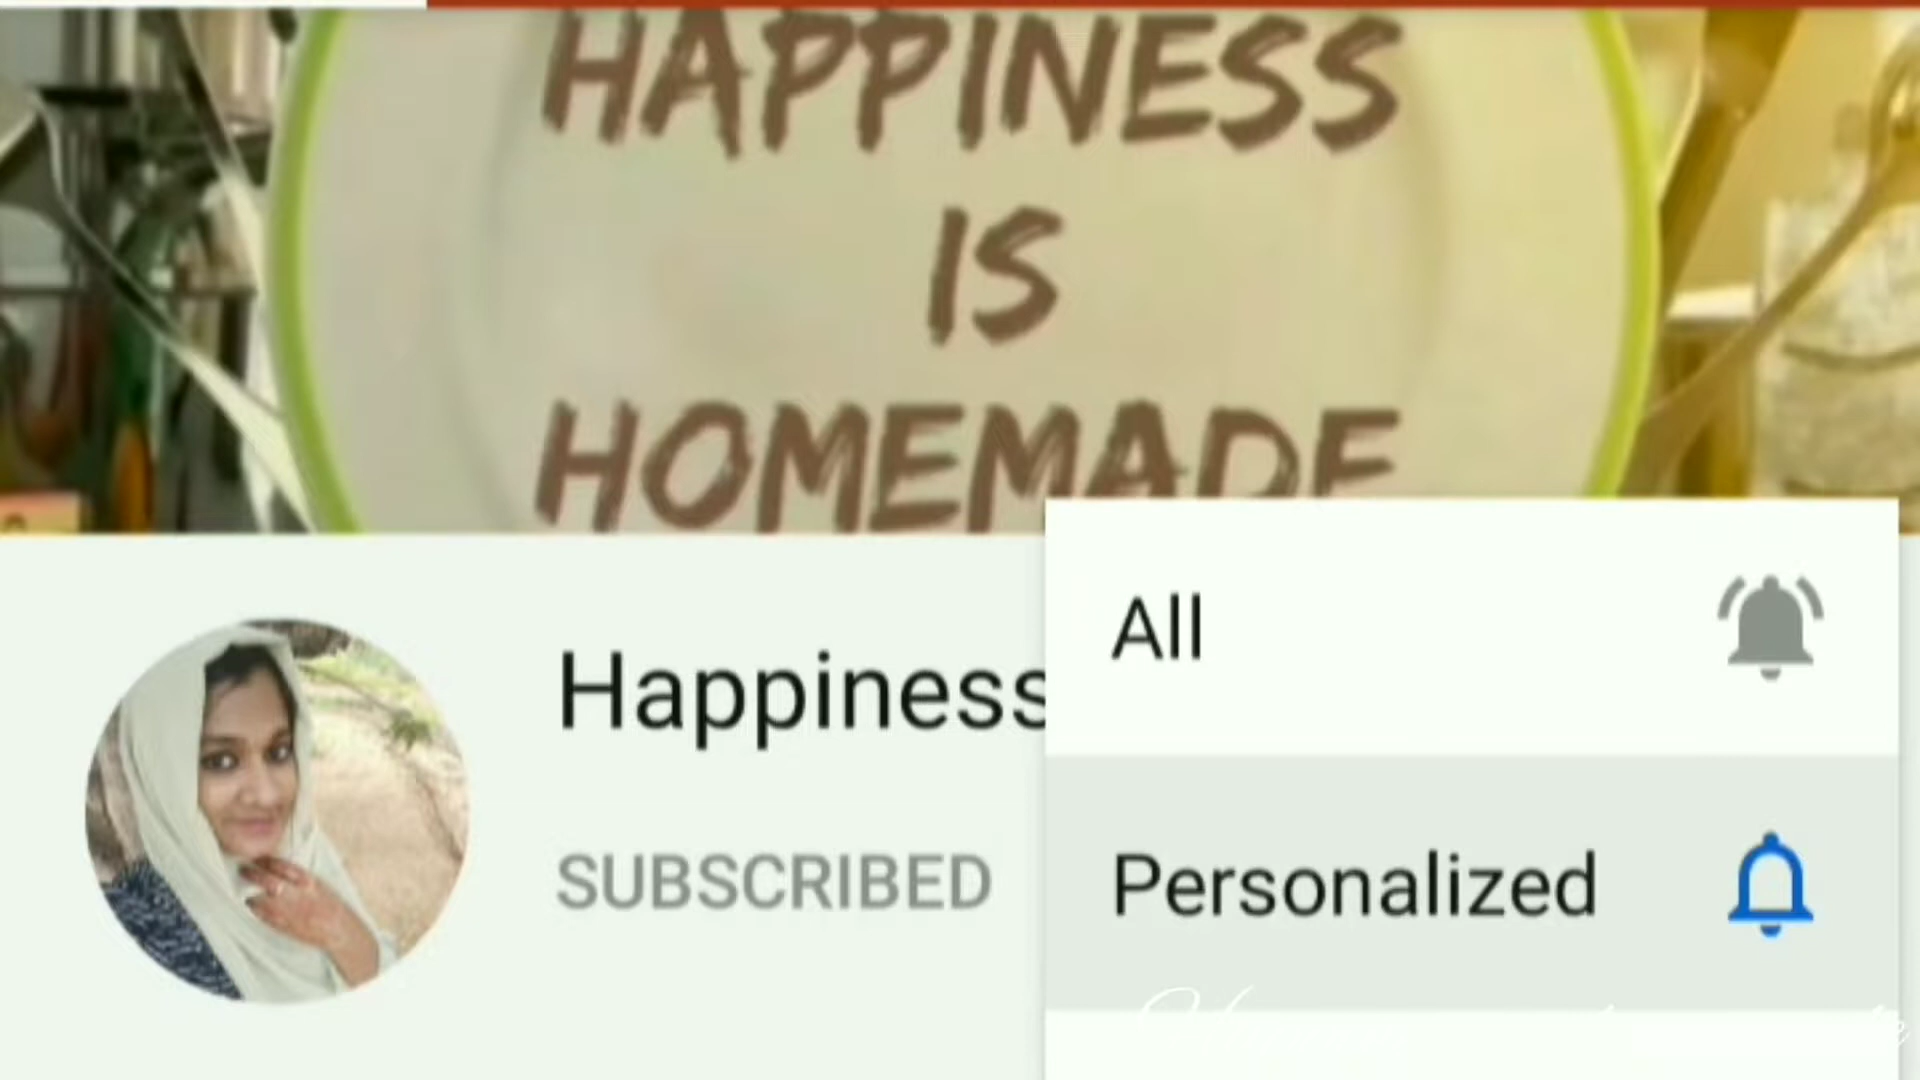 HAPPINESS
IS
HOMEMADE
Happiness
SUBSCRIBED
All
Personalized